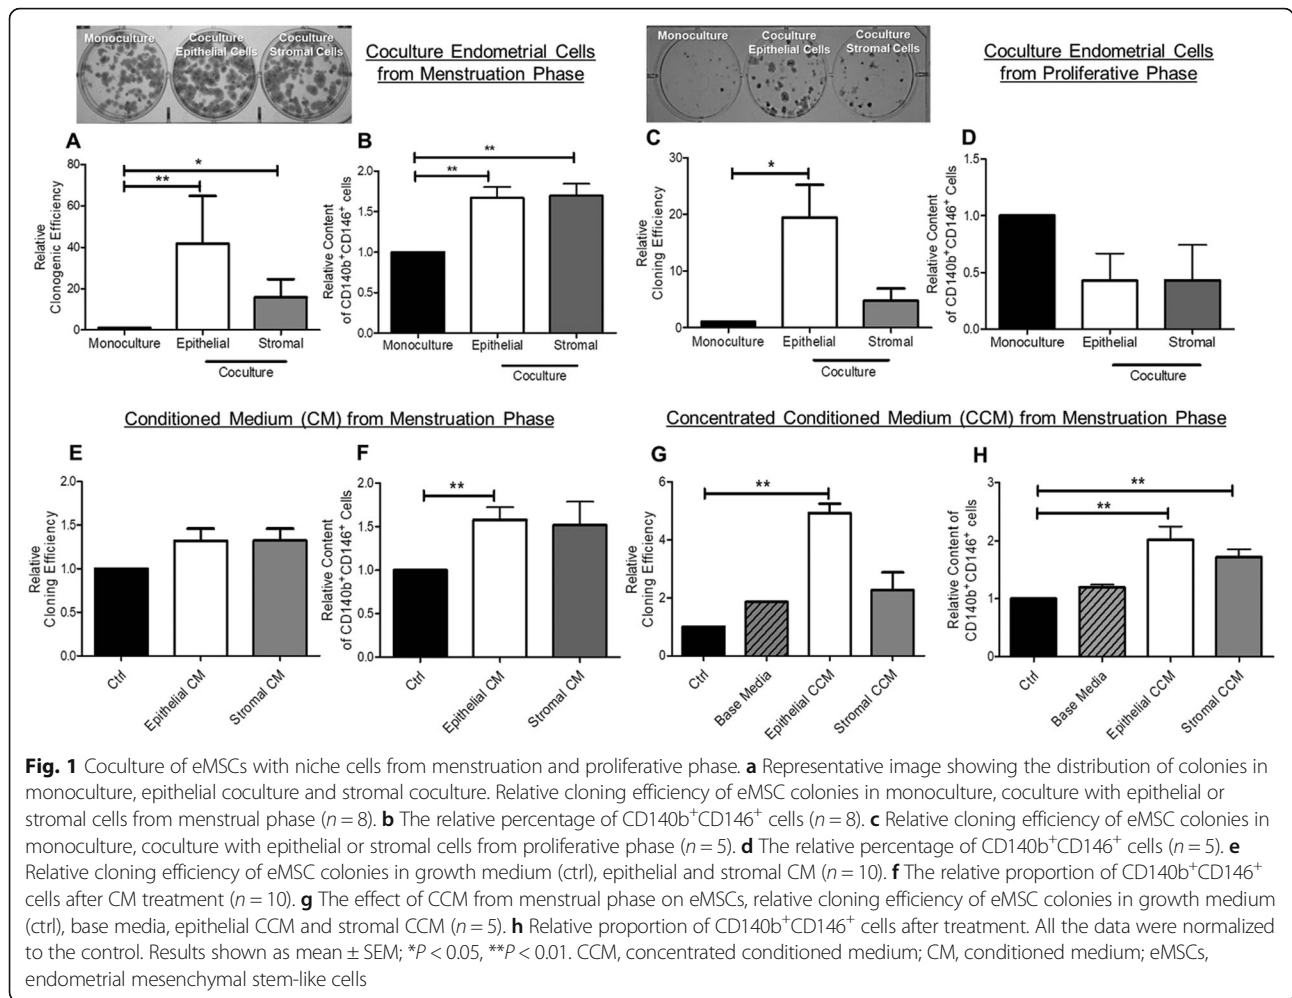 Monoculture
Coculture
Epithelial Cells
Coculture
Stromal Cells
Coculture Endometrial Cells
from Menstruation Phase
Monoculture
Coculture
Epithelial Cells
Coculture
Stromal Cells
Coculture Endometrial Cells
from Proliferative Phase
A
Relative
Clonogenic Efficiency
80
60
40
20
0
*
**
Monoculture Epithelial Stromal
Coculture
B
Relative Content
of CD140b⁺CD146⁺ cells
2.0
1.5
1.0
0.5
0.0
**
**
Monoculture Epithelial Stromal
Coculture
C
Relative
Cloning Efficiency
30
20
10
0
*
Monoculture Epithelial Stromal
Coculture
D
Relative Content
of CD140b⁺CD146⁺ Cells
1.5
1.0
0.5
0.0
Monoculture Epithelial Stromal
Coculture
Conditioned Medium (CM) from Menstruation Phase
Concentrated Conditioned Medium (CCM) from Menstruation Phase
E
Relative
Cloning Efficiency
2.0
1.5
1.0
0.5
0.0
Ctrl
Epithelial CM
Stromal CM
F
Relative Content
of CD140b⁺CD146⁺ Cells
2.0
1.5
1.0
0.5
0.0
**
Ctrl
Epithelial CM
Stromal CM
G
Relative
Cloning Efficiency
6
4
2
0
**
Ctrl
Base Media
Epithelial CCM
Stromal CCM
H
Relative Content of
CD140b⁺CD146⁺ cells
3
2
1
0
**
**
Ctrl
Base Media
Epithelial CCM
Stromal CCM
Fig. 1 Coculture of eMSCs with niche cells from menstruation and proliferative phase. a Representative image showing the distribution of colonies in
monoculture, epithelial coculture and stromal coculture. Relative cloning efficiency of eMSC colonies in monoculture, coculture with epithelial or
stromal cells from menstrual phase (n = 8). b The relative percentage of CD140b⁺CD146⁺ cells (n = 8). c Relative cloning efficiency of eMSC colonies in
monoculture, coculture with epithelial or stromal cells from proliferative phase (n = 5). d The relative percentage of CD140b⁺CD146⁺ cells (n = 5). e
Relative cloning efficiency of eMSC colonies in growth medium (ctrl), epithelial and stromal CM (n = 10). f The relative proportion of CD140b⁺CD146⁺
cells after CM treatment (n = 10). g The effect of CCM from menstrual phase on eMSCs, relative cloning efficiency of eMSC colonies in growth medium
(ctrl), base media, epithelial CCM and stromal CCM (n = 5). h Relative proportion of CD140b⁺CD146⁺ cells after treatment. All the data were normalized
to the control. Results shown as mean ± SEM; *P < 0.05, **P < 0.01. CCM, concentrated conditioned medium; CM, conditioned medium; eMSCs,
endometrial mesenchymal stem-like cells